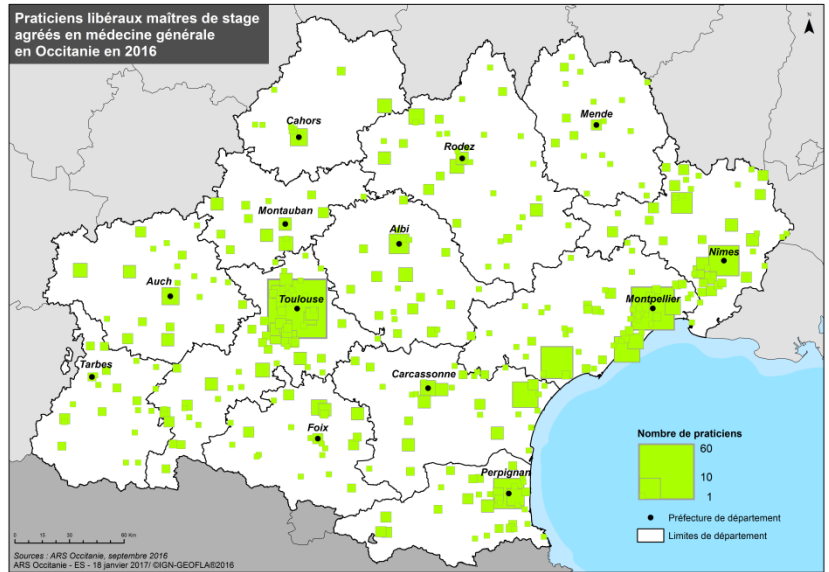 Praticiens libéraux maîtres de stage
agréés en médecine générale
en Occitanie en 2016
N
Cahors
Mende
Rodez
Montauban
Albi
Nîmes
Auch
Toulouse
Montpellier
Tarbes
Carcassonne
Foix
Perpignan
Nombre de praticiens
60
10
1
Préfecture de département
Limites de département
0 10 60 Km
Sources : ARS Occitanie, septembre 2016
ARS Occitanie - ES - 18 janvier 2017/ ©IGN-GEOFLA®2016